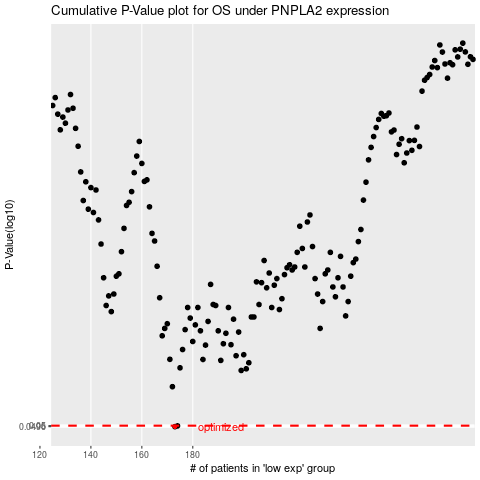 Cumulative P-Value plot for OS under PNPLA2 expression
P-Value(log10)
optimized
120
140
160
180
# of patients in 'low exp' group